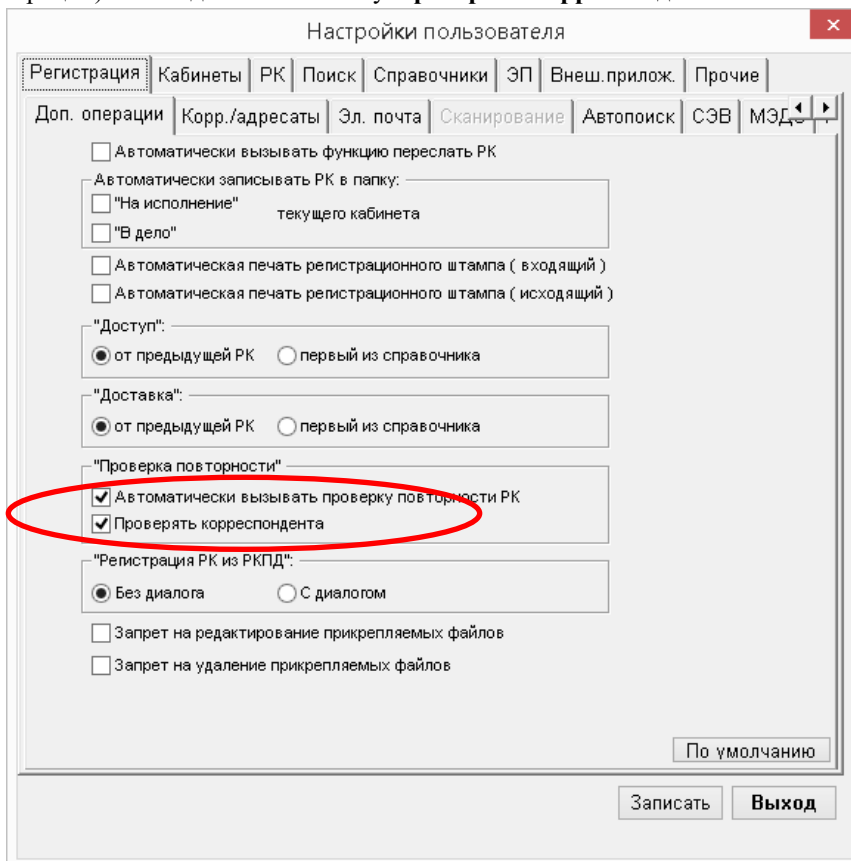 Настройки пользователя
Регистрация Кабинеты РК Поиск Справочники ЭП Внеш.прилож. Прочие
Доп. операции Корр./адресаты Эл. почта Сканирование Автопоиск СЭВ
Автоматически вызывать функцию переслать РК
Автоматически записывать РК в папку:
"На исполнение"
текущего кабинета
"В дело"
Автоматическая печать регистрационного штампа ( входящий )
Автоматическая печать регистрационного штампа ( исходящий )
"Доступ":
от предыдущей РК первый из справочника
"Доставка":
от предыдущей РК первый из справочника
"Проверка повторности"
Автоматически вызывать проверку повторности РК
Проверять корреспондента
"Регистрация РК из РКПД":
Без диалога С диалогом
Запрет на редактирование прикрепляемых файлов
Запрет на удаление прикрепляемых файлов
По умолчанию
Записать Выход